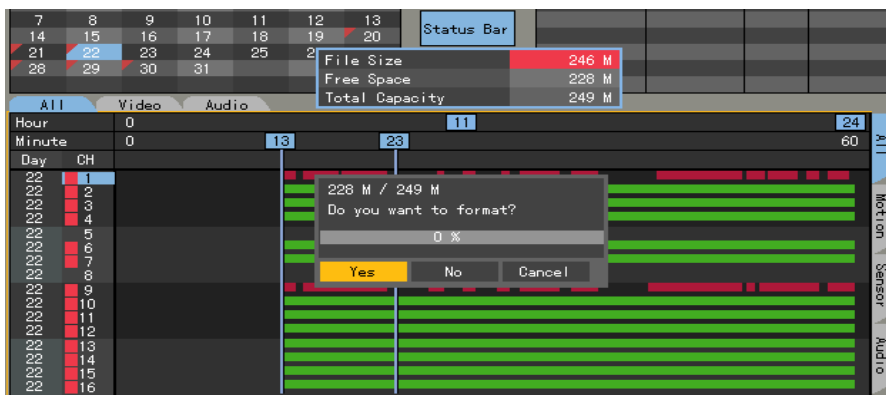 7 8 9 10 11 12 13
14 15 16 17 18 19 20
21 22 23 24 25 2
28 29 30 31
Status Bar
File Size 246 M
Free Space 228 M
Total Capacity 249 M
All Video Audio
Hour 0 11 24
Minute 0 13 23 60
Day CH
22 1
22 2
22 3
22 4
22 5
22 6
22 7
22 8
22 9
22 10
22 11
22 12
22 13
22 14
22 15
22 16
228 M / 249 M
Do you want to format?
0 %
Yes No Cancel
All
Motion
Sensor
Audio